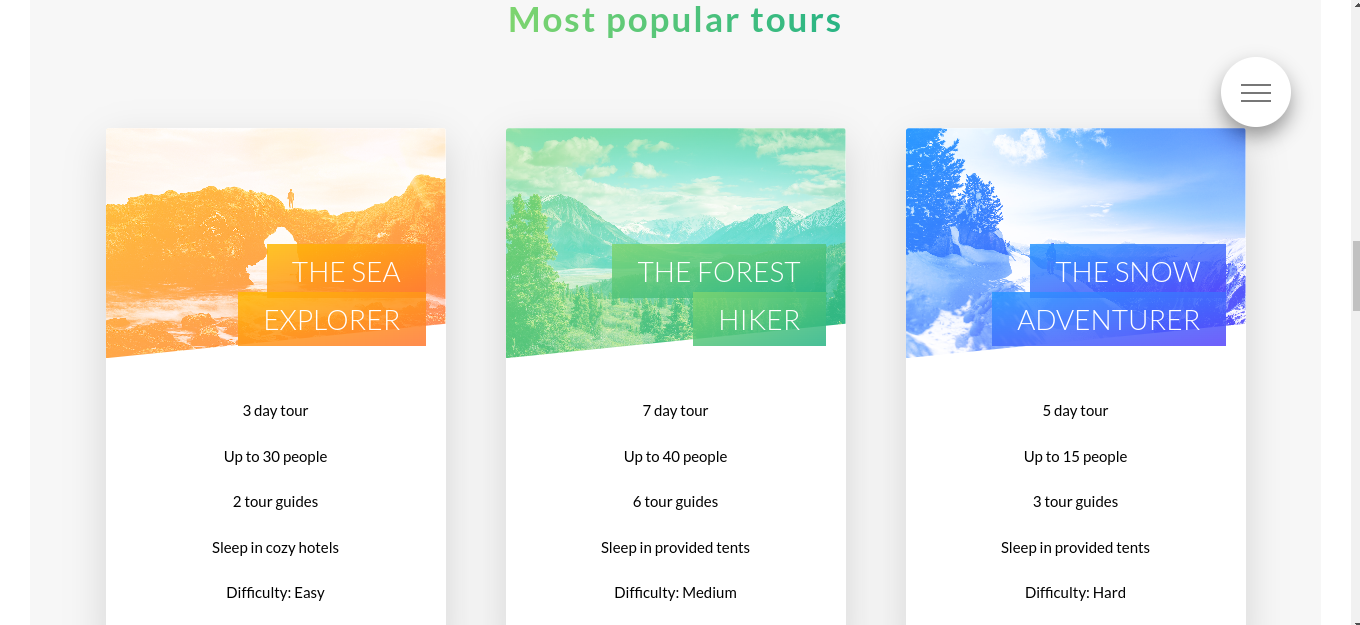 Most popular tours
THE SEA
EXPLORER
3 day tour
Up to 30 people
2 tour guides
Sleep in cozy hotels
Difficulty: Easy
THE FOREST
HIKER
7 day tour
Up to 40 people
6 tour guides
Sleep in provided tents
Difficulty: Medium
THE SNOW
ADVENTURER
5 day tour
Up to 15 people
3 tour guides
Sleep in provided tents
Difficulty: Hard